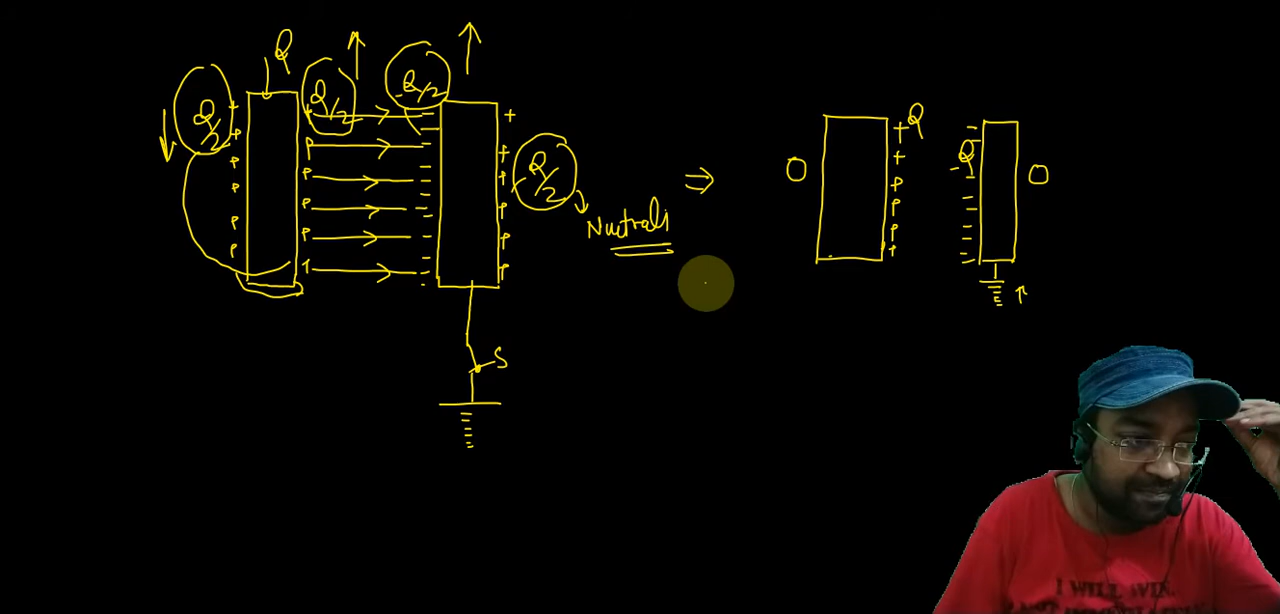 Q
Q/2
Q/2
-Q/2
Q/2
Nutrali
S
⇒
0
+Q
-Q
0
I WILL WIN.